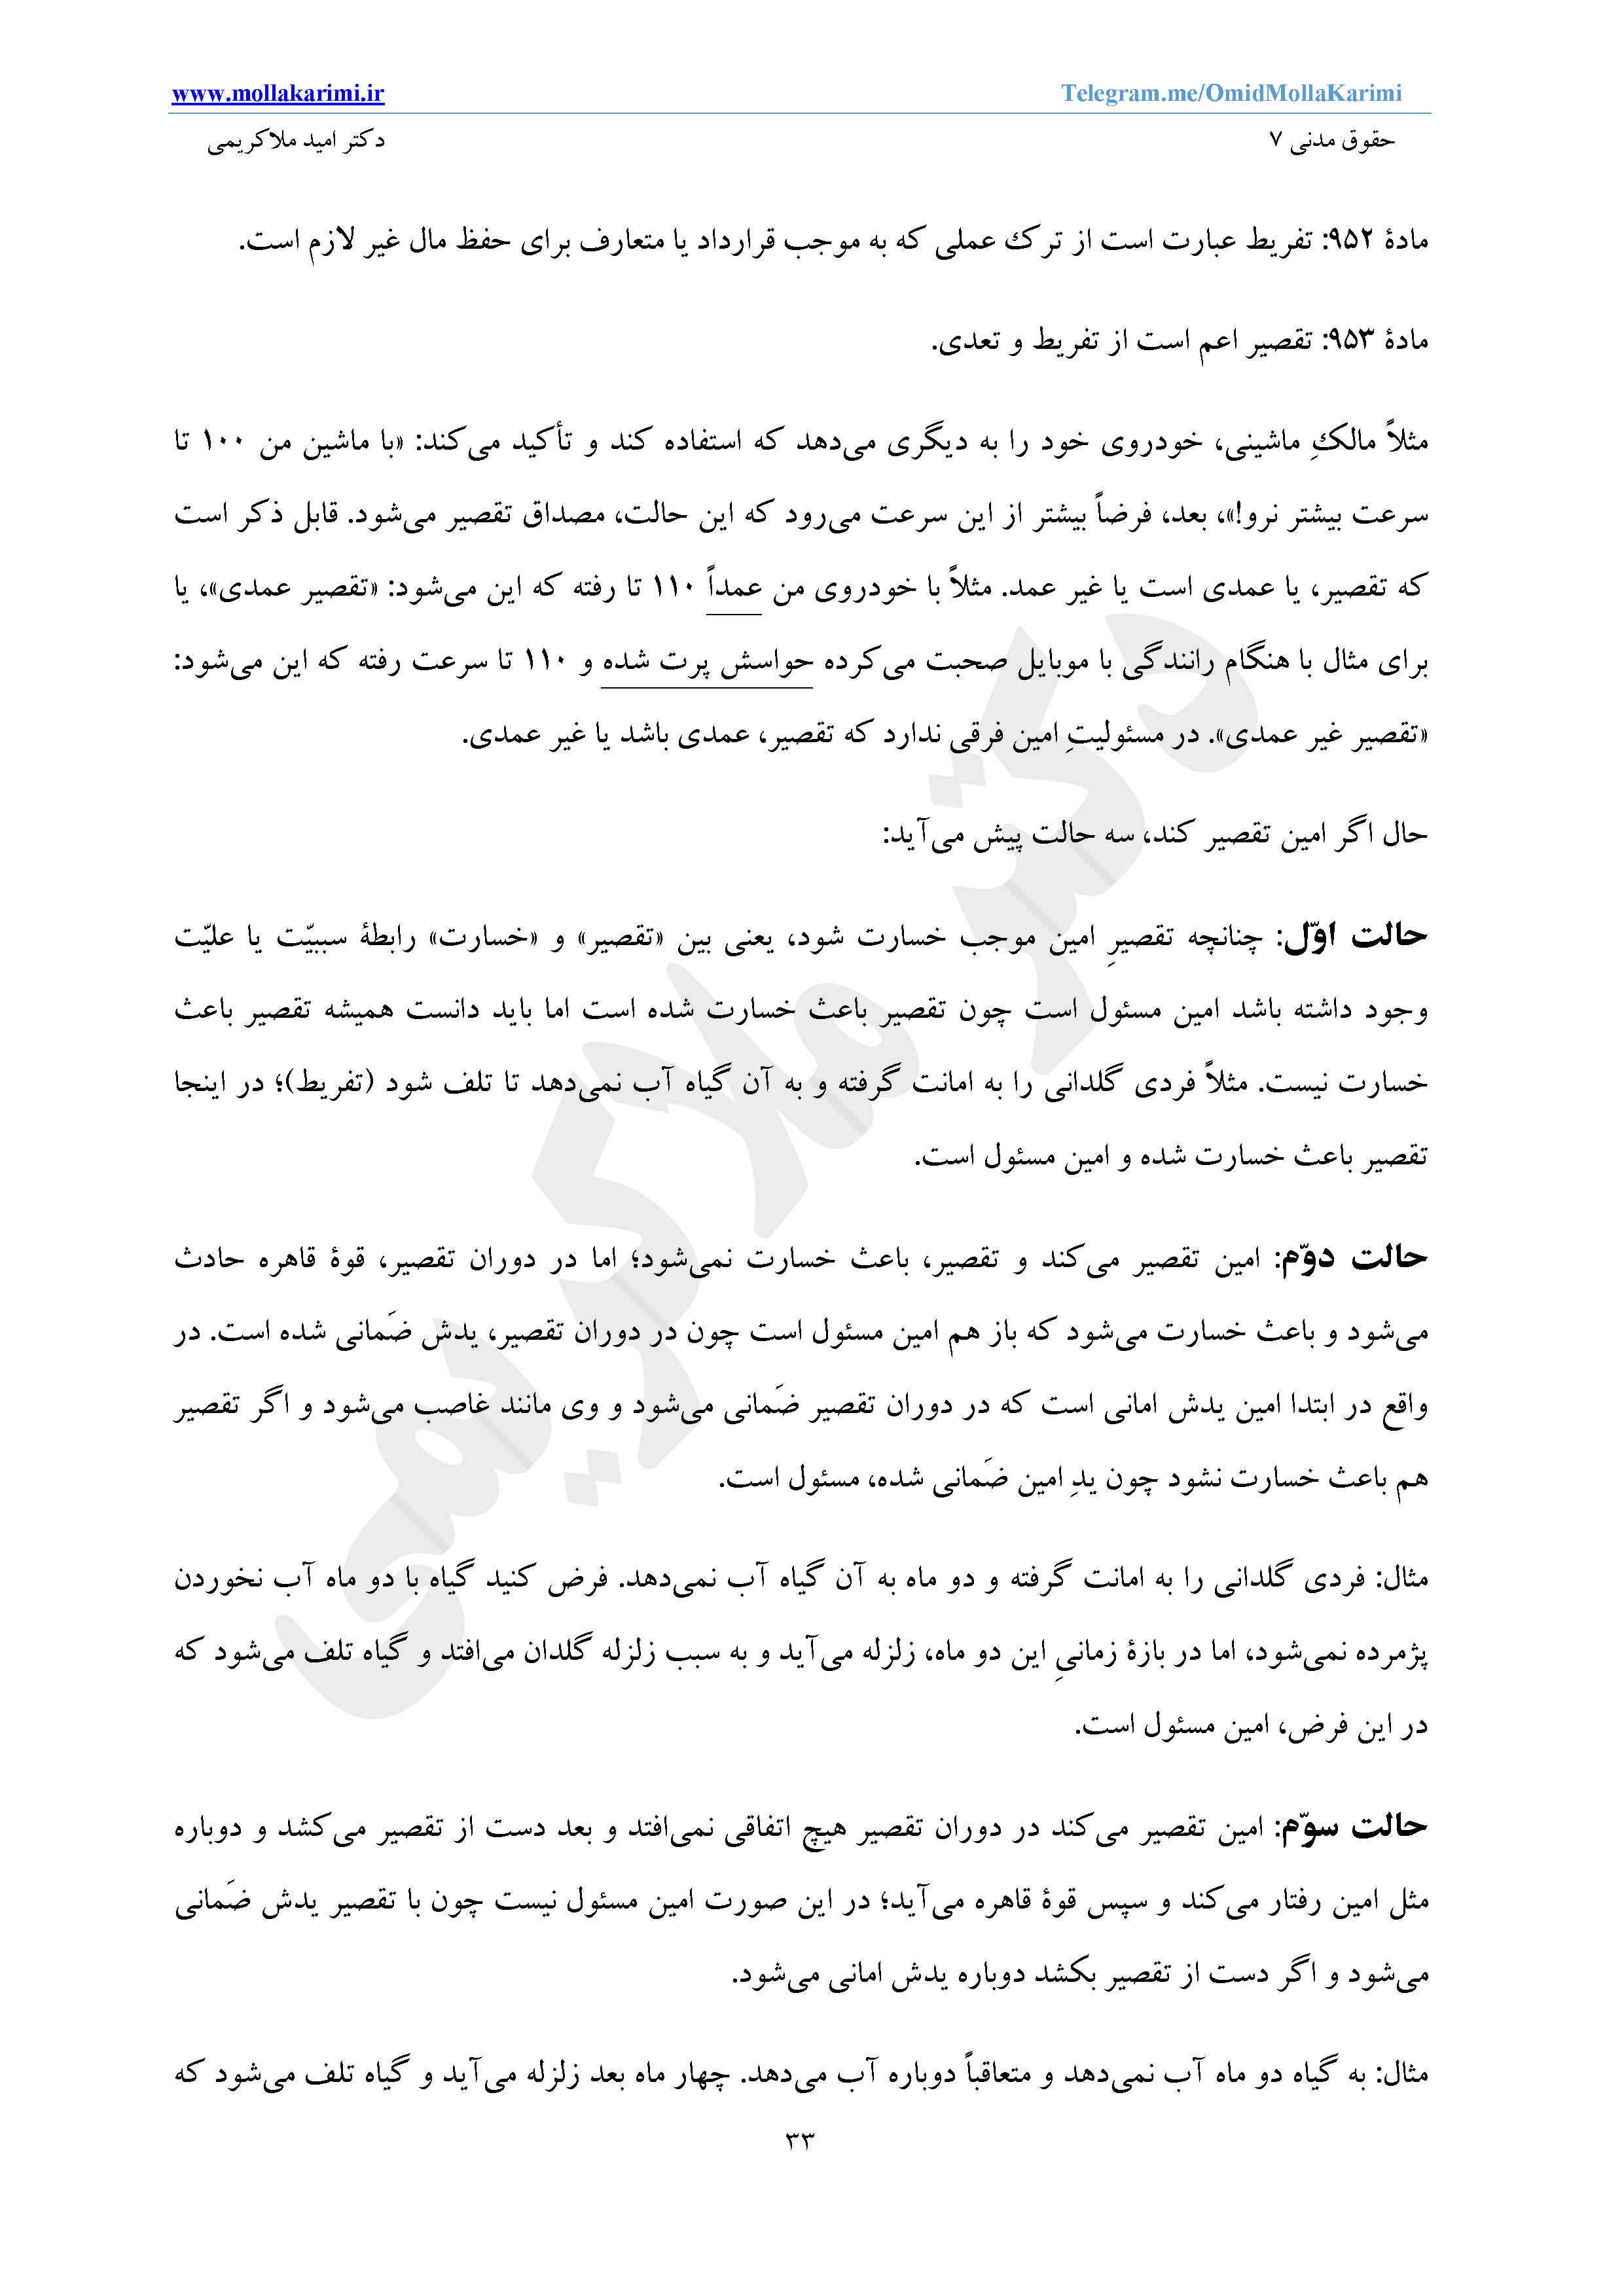 Telegram.me/OmidMollaKarimi www.mollakarimi.ir
حقوق مدنی ۷ دکتر امید ملاکریمی
مادۀ ۹۵۲: تفریط عبارت است از ترک عملی که به موجب قرارداد یا متعارف برای حفظ مال غیر لازم است.
مادۀ ۹۵۳: تقصیر اعم است از تفریط و تعدی.
مثلاً مالکِ ماشینی، خودروی خود را به دیگری می‌دهد که استفاده کند و تأکید می‌کند: «با ماشین من ۱۰۰ تا
سرعت بیشتر نرو!»، بعد، فرضاً بیشتر از این سرعت می‌رود که این حالت، مصداق تقصیر می‌شود. قابل ذکر است
که تقصیر، یا عمدی است یا غیر عمد. مثلاً با خودروی من عمداً ۱۱۰ تا رفته که این می‌شود: «تقصیر عمدی»، یا
برای مثال با هنگام رانندگی با موبایل صحبت می‌کرده حواسش پرت شده و ۱۱۰ تا سرعت رفته که این می‌شود:
«تقصیر غیر عمدی». در مسئولیتِ امین فرقی ندارد که تقصیر، عمدی باشد یا غیر عمدی.
حال اگر امین تقصیر کند، سه حالت پیش می‌آید:
حالت اوّل: چنانچه تقصیرِ امین موجب خسارت شود، یعنی بین «تقصیر» و «خسارت» رابطۀ سببیّت یا علیّت
وجود داشته باشد امین مسئول است چون تقصیر باعث خسارت شده است اما باید دانست همیشه تقصیر باعث
خسارت نیست. مثلاً فردی گلدانی را به امانت گرفته و به آن گیاه آب نمی‌دهد تا تلف شود (تفریط)؛ در اینجا
تقصیر باعث خسارت شده و امین مسئول است.
حالت دوّم: امین تقصیر می‌کند و تقصیر، باعث خسارت نمی‌شود؛ اما در دوران تقصیر، قوۀ قاهره حادث
می‌شود و باعث خسارت می‌شود که باز هم امین مسئول است چون در دوران تقصیر، یدش ضَمانی شده است. در
واقع در ابتدا امین یدش امانی است که در دوران تقصیر ضَمانی می‌شود و وی مانند غاصب می‌شود و اگر تقصیر
هم باعث خسارت نشود چون یدِ امین ضَمانی شده، مسئول است.
مثال: فردی گلدانی را به امانت گرفته و دو ماه به آن گیاه آب نمی‌دهد. فرض کنید گیاه با دو ماه آب نخوردن
پژمرده نمی‌شود، اما در بازۀ زمانیِ این دو ماه، زلزله می‌آید و به سبب زلزله گلدان می‌افتد و گیاه تلف می‌شود که
در این فرض، امین مسئول است.
حالت سوّم: امین تقصیر می‌کند در دوران تقصیر هیچ اتفاقی نمی‌افتد و بعد دست از تقصیر می‌کشد و دوباره
مثل امین رفتار می‌کند و سپس قوۀ قاهره می‌آید؛ در این صورت امین مسئول نیست چون با تقصیر یدش ضَمانی
می‌شود و اگر دست از تقصیر بکشد دوباره یدش امانی می‌شود.
مثال: به گیاه دو ماه آب نمی‌دهد و متعاقباً دوباره آب می‌دهد. چهار ماه بعد زلزله می‌آید و گیاه تلف می‌شود که
۳۳
دکتر ملاکریمی